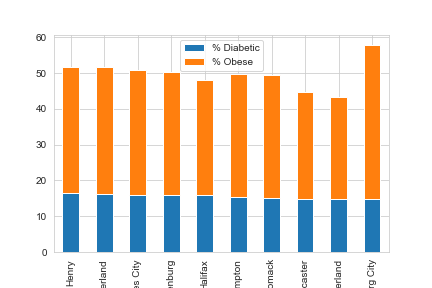 % Diabetic
% Obese
60
50
40
30
20
10
0
Henry
erland
es City
enburg
Halifax
mpton
omack
caster
erland
rg City